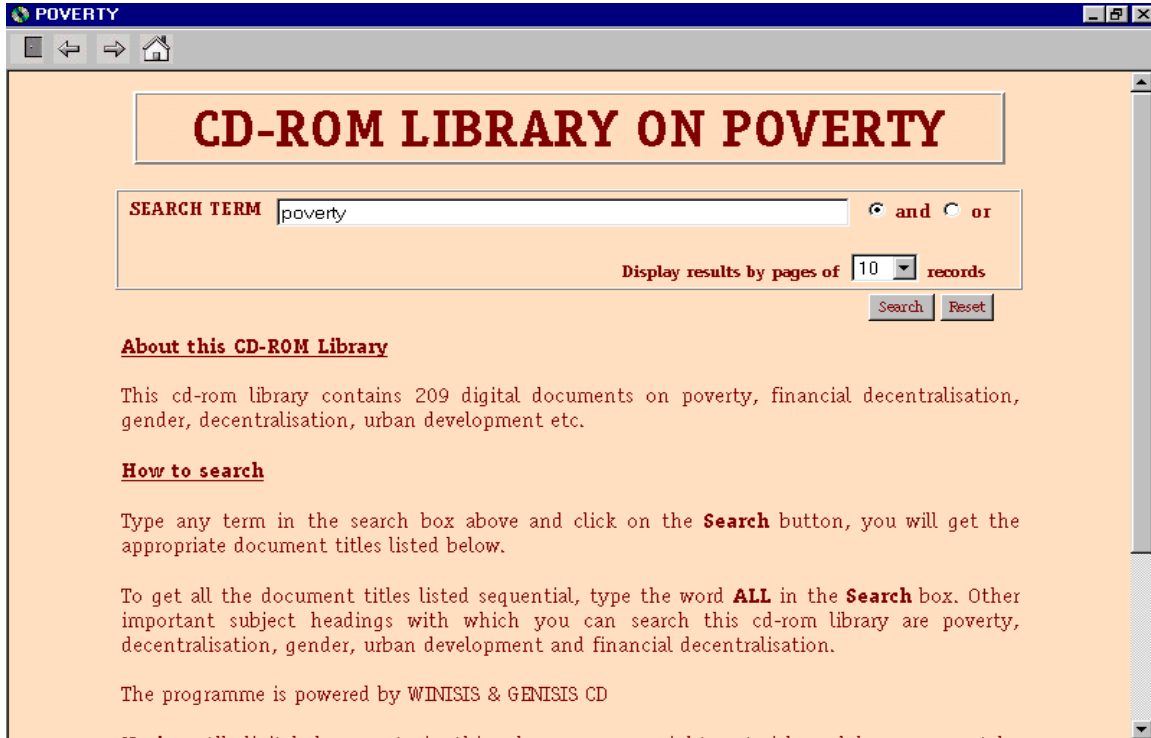 POVERTY
CD-ROM LIBRARY ON POVERTY
SEARCH TERM poverty and or
Display results by pages of 10 records
Search Reset
About this CD-ROM Library
This cd-rom library contains 209 digital documents on poverty, financial decentralisation,
gender, decentralisation, urban development etc.
How to search
Type any term in the search box above and click on the Search button, you will get the
appropriate document titles listed below.
To get all the document titles listed sequential, type the word ALL in the Search box. Other
important subject headings with which you can search this cd-rom library are poverty,
decentralisation, gender, urban development and financial decentralisation.
The programme is powered by WINISIS & GENISIS CD